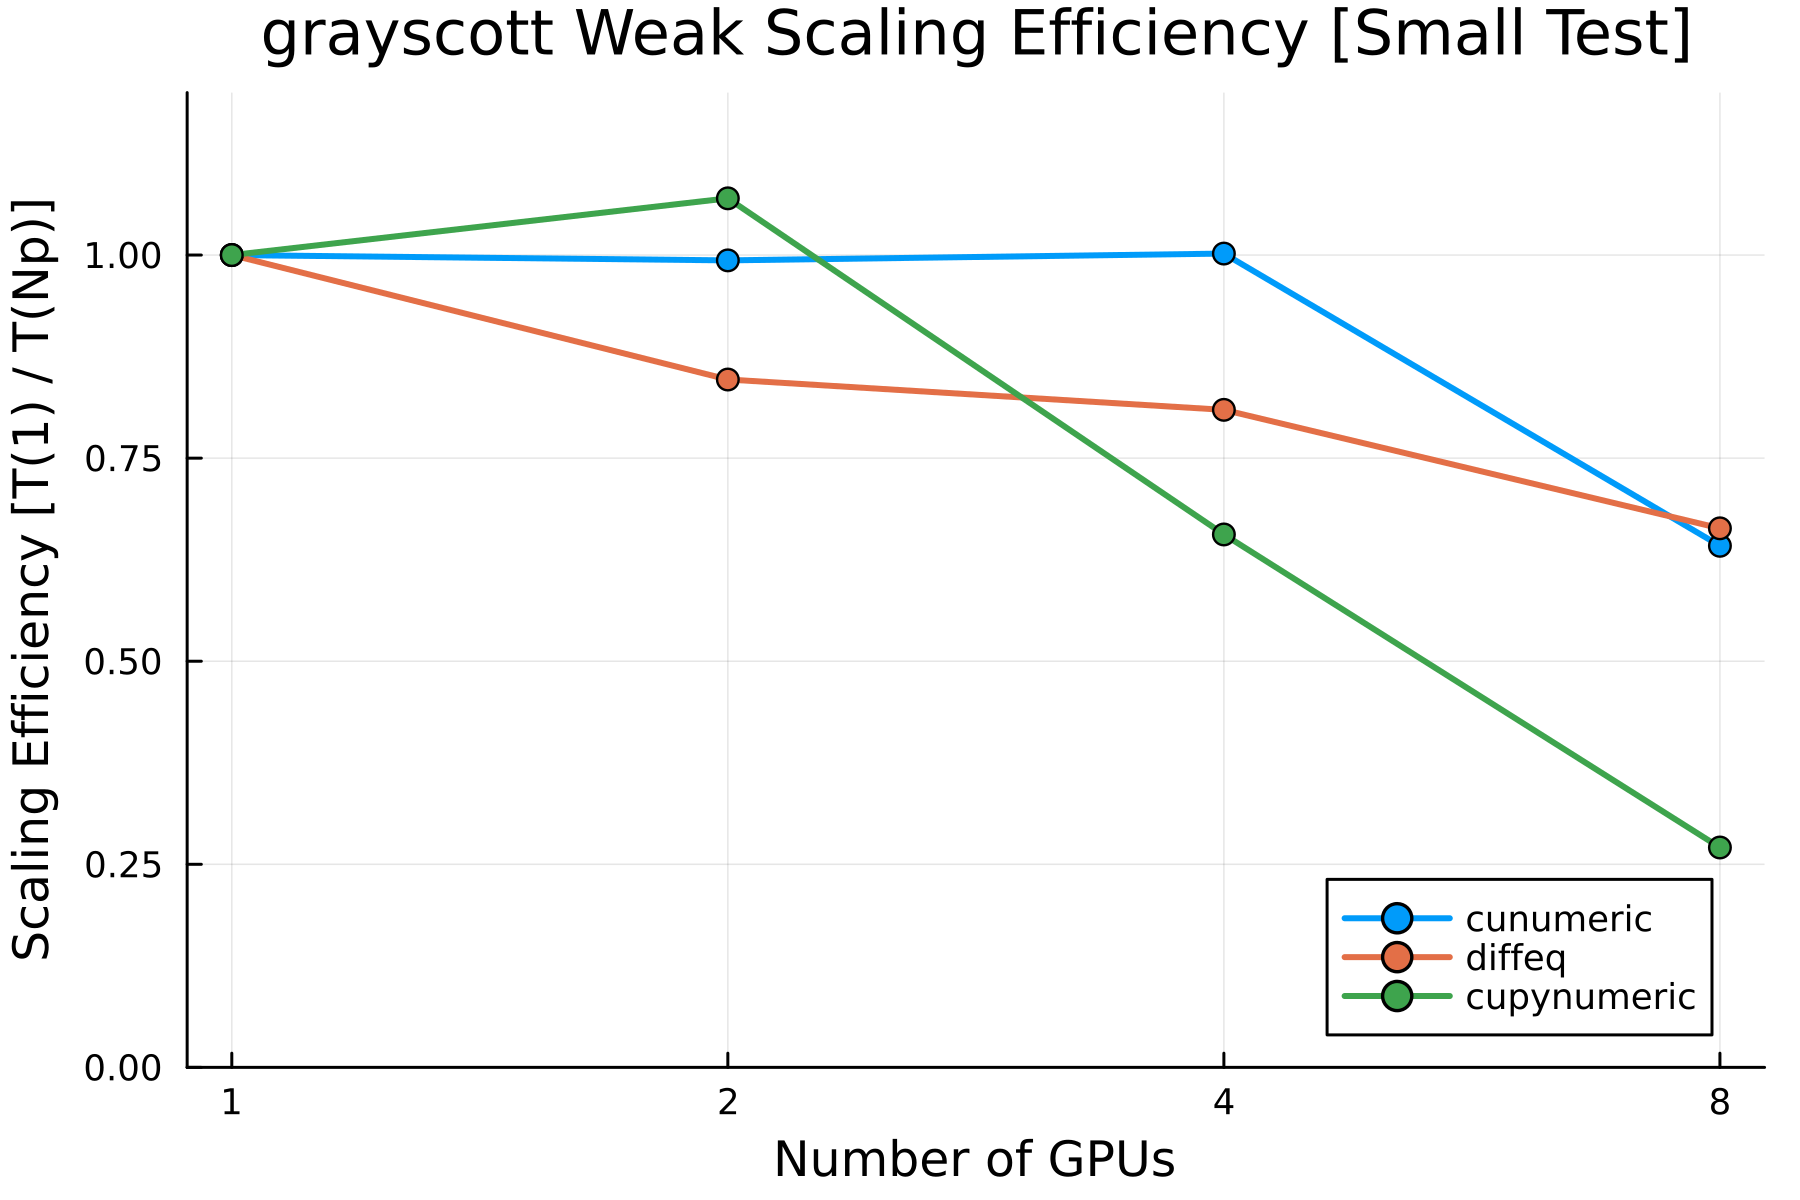 grayscott Weak Scaling Efficiency [Small Test]
Scaling Efficiency [T(1) / T(Np)]
1.00
0.75
0.50
0.25
0.00
cunumeric
diffeq
cupynumeric
1 2 4 8
Number of GPUs